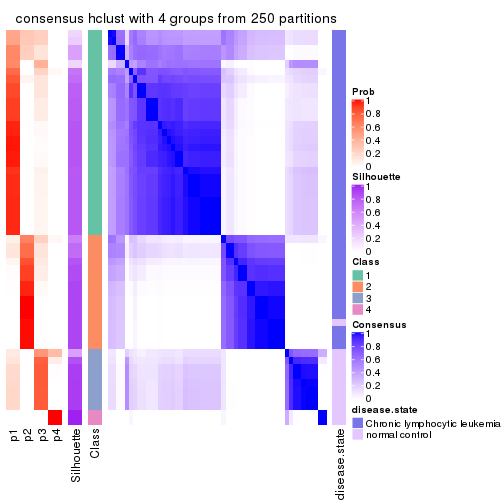 consensus hclust with 4 groups from 250 partitions
Prob
1
0.8
0.6
0.4
0.2
0
Silhouette
1
0.8
0.6
0.4
0.2
0
Class
1
2
3
4
Consensus
1
0.8
0.6
0.4
0.2
0
disease.state
Chronic lymphocytic leukemia
normal control
p1
p2
p3
p4
Silhouette
Class
disease.state